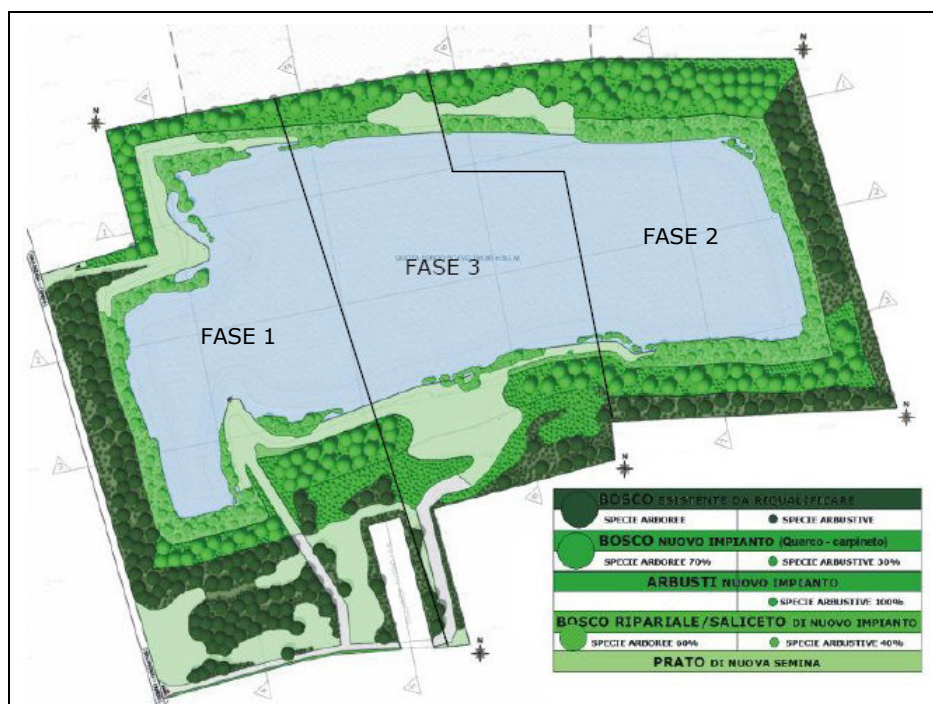 N
N
FASE 2
FASE 3
FASE 1
N
N
N
BOSCO ESISTENTE DA RIQUALIFICARE
SPECIE ARBOREE SPECIE ARBUSTIVE
BOSCO NUOVO IMPIANTO (Querco - carpineto)
SPECIE ARBOREE 70% SPECIE ARBUSTIVE 30%
ARBUSTI NUOVO IMPIANTO
SPECIE ARBUSTIVE 100%
BOSCO RIPARIALE/SALICETO DI NUOVO IMPIANTO
SPECIE ARBOREE 60% SPECIE ARBUSTIVE 40%
PRATO DI NUOVA SEMINA